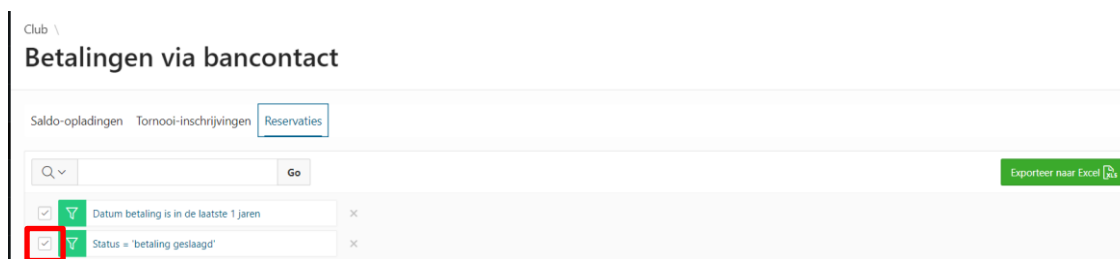 Club \
Betalingen via bancontact
Saldo-opladingen Tornooi-inschrijvingen Reservaties
Go
Exporteer naar Excel XLS
Datum betaling is in de laatste 1 jaren
Status = 'betaling geslaagd'